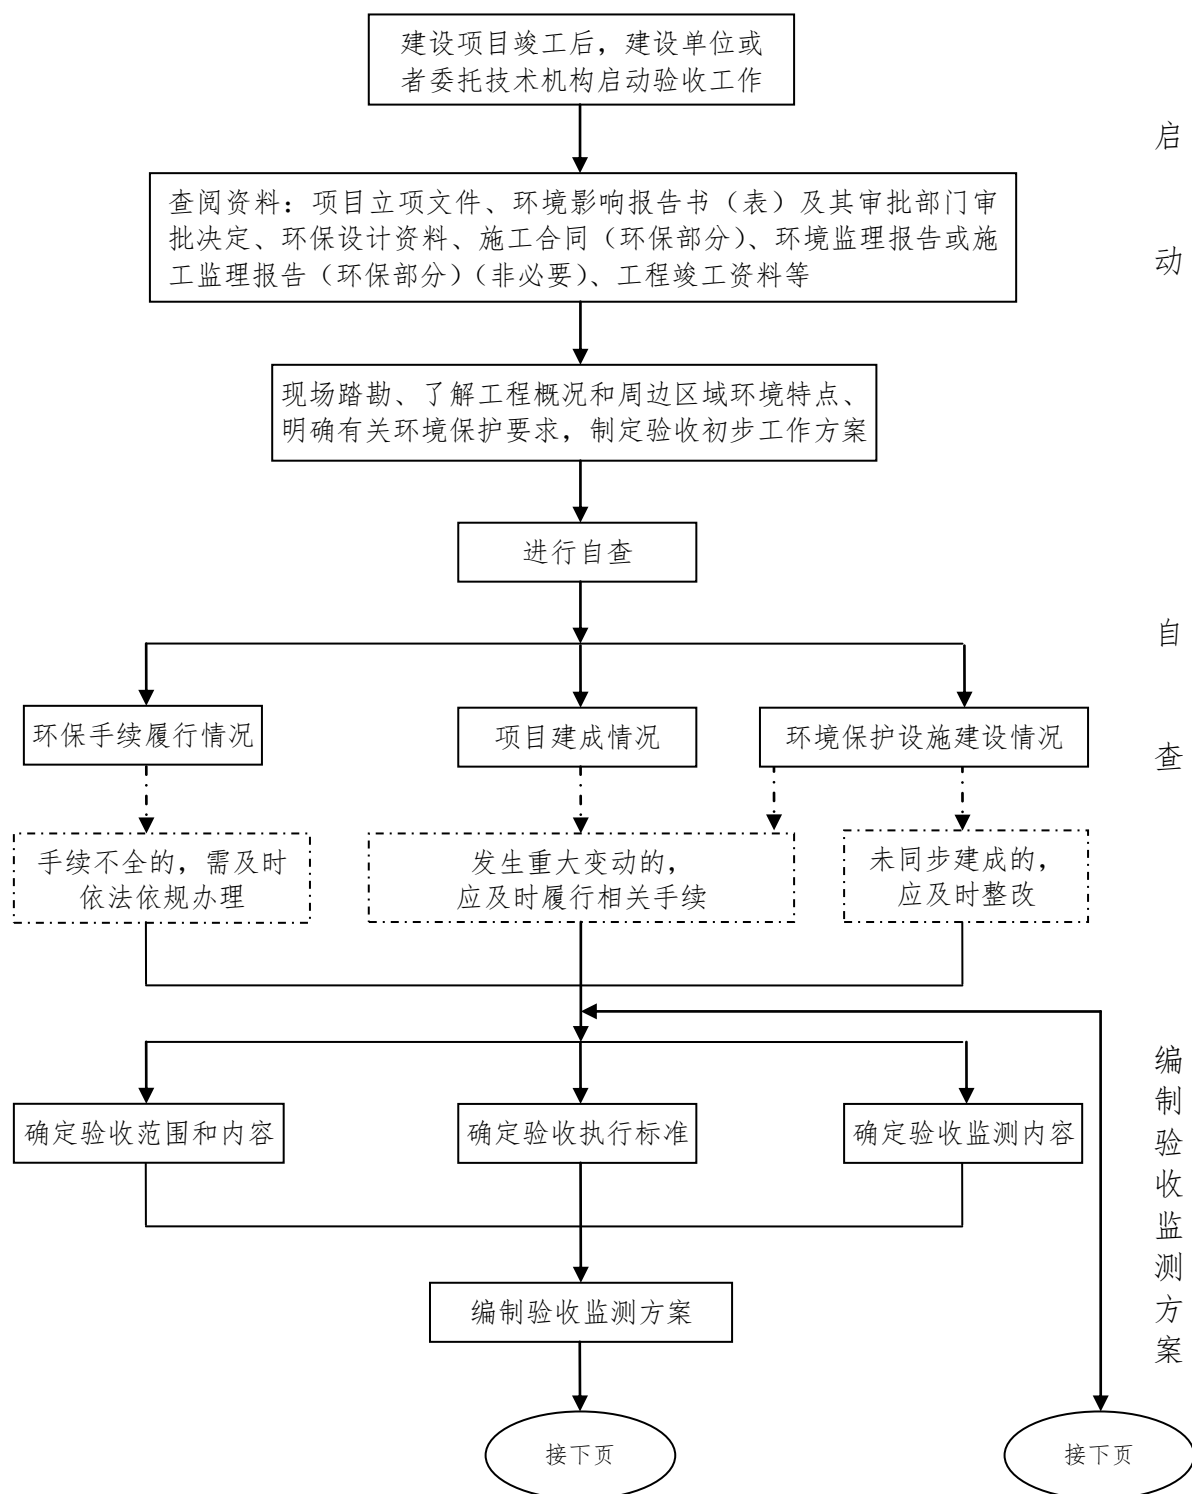 建设项目竣工后，建设单位或
者委托技术机构启动验收工作
启
动
查阅资料：项目立项文件、环境影响报告书（表）及其审批部门审
批决定、环保设计资料、施工合同（环保部分）、环境监理报告或施
工监理报告（环保部分）（非必要）、工程竣工资料等
现场踏勘、了解工程概况和周边区域环境特点、
明确有关环境保护要求，制定验收初步工作方案
进行自查
自
查
环保手续履行情况
项目建成情况
环境保护设施建设情况
手续不全的，需及时
依法依规办理
发生重大变动的，
应及时履行相关手续
未同步建成的，
应及时整改
编
制
验
收
监
测
方
案
确定验收范围和内容
确定验收执行标准
确定验收监测内容
编制验收监测方案
接下页
接下页